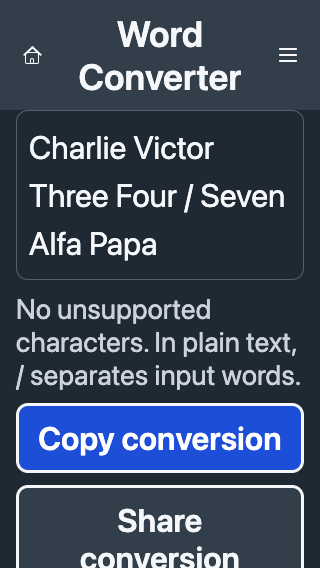 Word
Converter
Charlie Victor
Three Four / Seven
Alfa Papa
No unsupported
characters. In plain text,
/ separates input words.
Copy conversion
Share
conversion